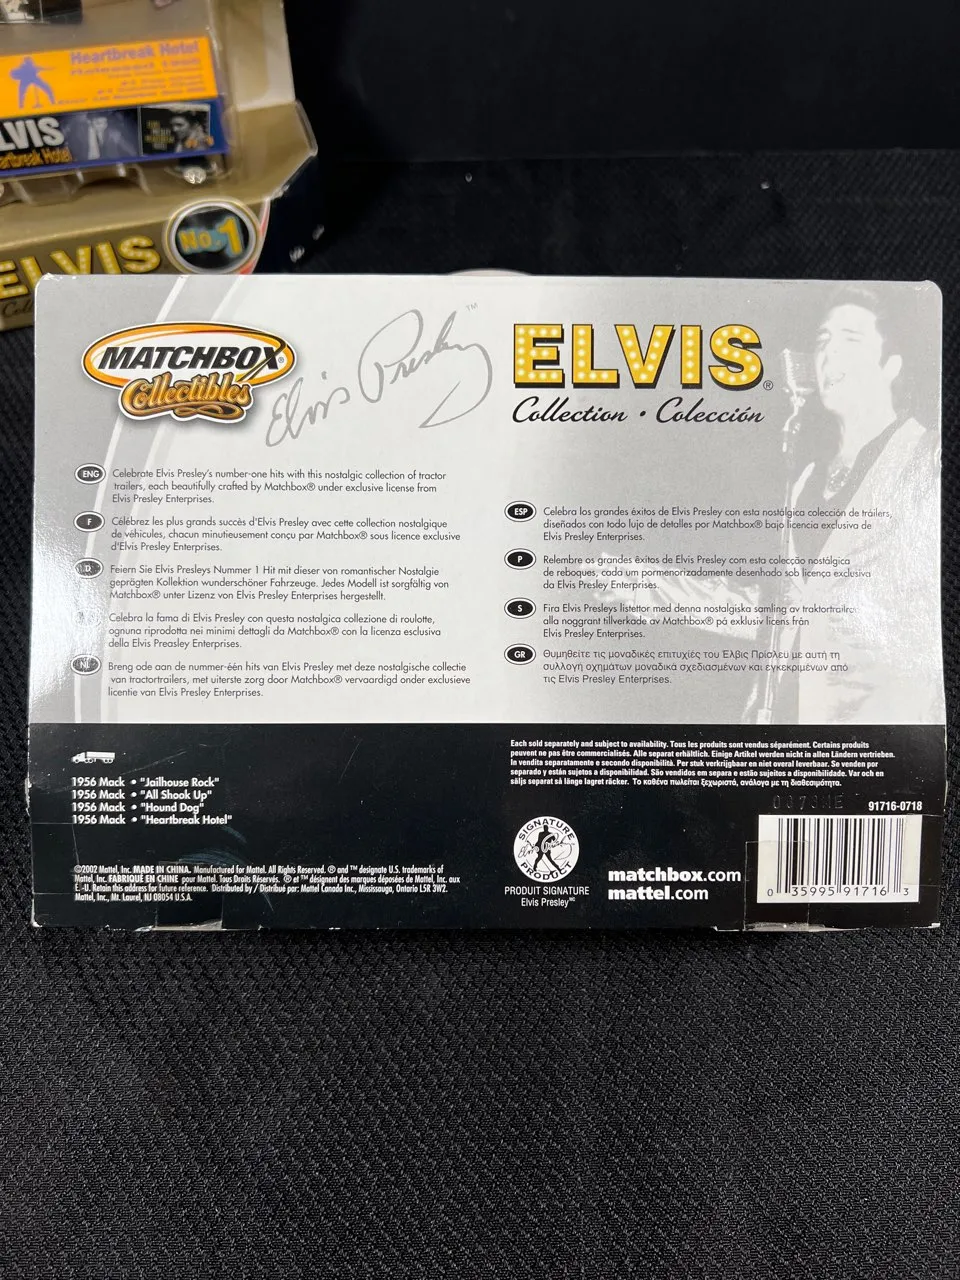 Heartbreak Hotel
ELVIS
Heartbreak Hotel
No. 1
ELVIS
MATCHBOX®
Collectibles
Elvis Presley™
ELVIS®
Collection • Colección
ENG Celebrate Elvis Presley's number-one hits with this nostalgic collection of tractor
trailers, each beautifully crafted by Matchbox® under exclusive license from
Elvis Presley Enterprises.
F Célébrez les plus grands succès d'Elvis Presley avec cette collection nostalgique
de véhicules, chacun minutieusement conçu par Matchbox® sous licence exclusive
d'Elvis Presley Enterprises.
D Feiern Sie Elvis Presleys Nummer 1 Hit mit dieser von romantischer Nostalgie
geprägten Kollektion wunderschöner Fahrzeuge. Jedes Modell ist sorgfältig von
Matchbox® unter Lizenz von Elvis Presley Enterprises hergestellt.
Celebra la fama di Elvis Presley con questa nostalgica collezione di roulotte,
ognuna riprodotta nei minimi dettagli da Matchbox® con la licenza esclusiva
della Elvis Preasley Enterprises.
NL Breng ode aan de nummer-één hits van Elvis Presley met deze nostalgische collectie
van tractortrailers, met uiterste zorg door Matchbox® vervaardigd onder exclusieve
licentie van Elvis Presley Enterprises.
ESP Celebra los grandes éxitos de Elvis Presley con esta nostálgica colección de tráilers,
diseñados con todo lujo de detalles por Matchbox® bajo licencia exclusiva de
Elvis Presley Enterprises.
P Relembre os grandes êxitos de Elvis Presley com esta colecção nostálgica
de reboques, cada um pormenorizadamente desenhado sob licença exclusiva
da Elvis Presley Enterprises.
S Fira Elvis Presleys listettor med denna nostalgiska samling av traktortrailrar
alla noggrant tillverkade av Matchbox® på exklusiv licens från
Elvis Presley Enterprises.
GR Θυμηθείτε τις μοναδικές επιτυχίες του Έλβις Πρίσλευ με αυτή τη
συλλογή οχημάτων μοναδικά σχεδιασμένων και εγκεκριμένων από
τις Elvis Presley Enterprises.
1956 Mack • "Jailhouse Rock"
1956 Mack • "All Shook Up"
1956 Mack • "Hound Dog"
1956 Mack • "Heartbreak Hotel"
©2002 Mattel, Inc. MADE IN CHINA. Manufactured for Mattel. All Rights Reserved. ® and ™ designate U.S. trademarks of
Mattel, Inc. FABRIQUÉ EN CHINE pour Mattel. Tous Droits Réservés. ® et ™ désignent des marques déposées de Mattel, Inc. aux
É.-U. Retain this address for future reference. Distributed by / Distribué par: Mattel Canada Inc., Mississauga, Ontario L5R 3W2.
Mattel, Inc., Mt. Laurel, NJ 08054 U.S.A.
Each sold separately and subject to availability. Tous les produits sont vendus séparément. Certains produits
peuvent ne pas être commercialisés. Alle separat erhältlich. Einige Artikel werden nicht in allen Ländern vertrieben.
In vendita separatamente e secondo disponibilità. Per stuk verkrijgbaar en niet overal leverbaar. Se venden por
separado y están sujetos a disponibilidad. São vendidos em separa e estão sujeitos a disponibilidade. Var och en
säljs separat så länge lagret räcker. Το καθένα πωλείται ξεχωριστά, ανάλογα με τη διαθεσιμότητα.
91716-0718
SIGNATURE
PRODUCT
PRODUIT SIGNATURE
Elvis Presley
matchbox.com
mattel.com
0 35995 91716 3